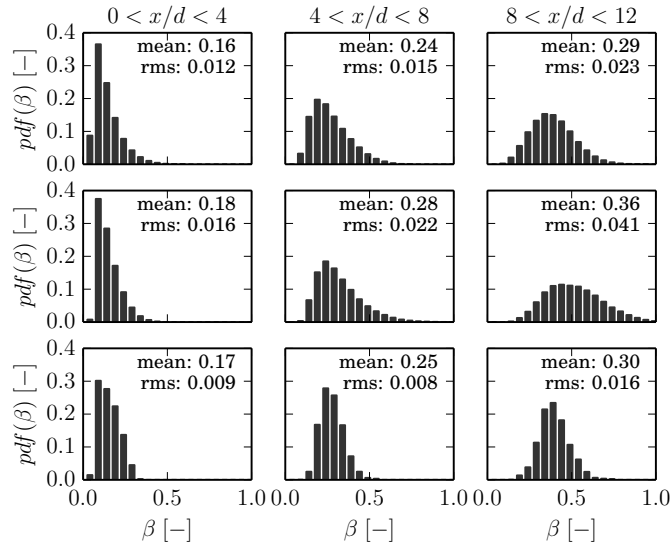 0 < x/d < 4
4 < x/d < 8
8 < x/d < 12
pdf(β) [−]
0.4
0.3
0.2
0.1
0.0
mean: 0.16
rms: 0.012
mean: 0.24
rms: 0.015
mean: 0.29
rms: 0.023
pdf(β) [−]
0.4
0.3
0.2
0.1
0.0
mean: 0.18
rms: 0.016
mean: 0.28
rms: 0.022
mean: 0.36
rms: 0.041
pdf(β) [−]
0.4
0.3
0.2
0.1
0.0
mean: 0.17
rms: 0.009
mean: 0.25
rms: 0.008
mean: 0.30
rms: 0.016
0.0 0.5 1.0
0.0 0.5 1.0
0.0 0.5 1.0
β [−]
β [−]
β [−]